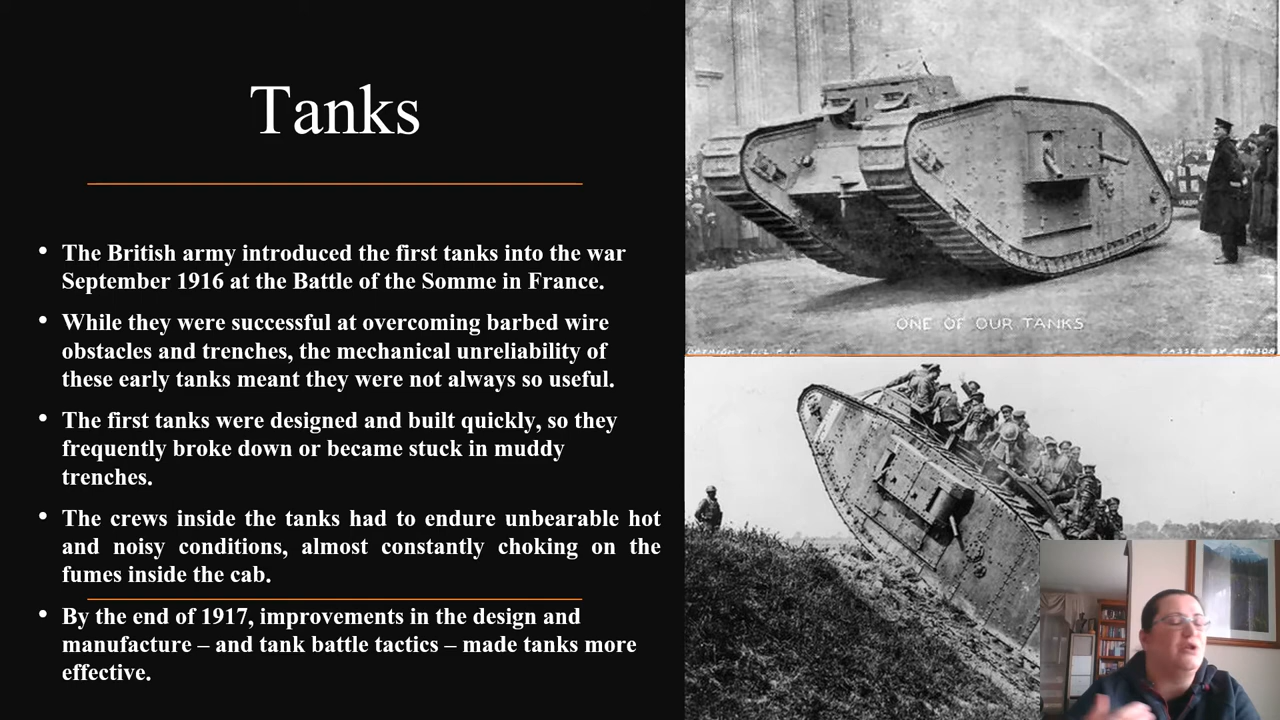 Tanks
• The British army introduced the first tanks into the war
September 1916 at the Battle of the Somme in France.
• While they were successful at overcoming barbed wire
obstacles and trenches, the mechanical unreliability of
these early tanks meant they were not always so useful.
• The first tanks were designed and built quickly, so they
frequently broke down or became stuck in muddy
trenches.
• The crews inside the tanks had to endure unbearable hot
and noisy conditions, almost constantly choking on the
fumes inside the cab.
• By the end of 1917, improvements in the design and
manufacture – and tank battle tactics – made tanks more
effective.
ONE OF OUR TANKS
PASSED BY CENSOR